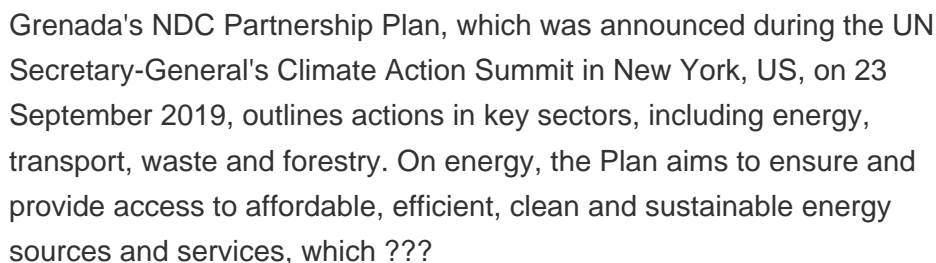 Grenada's NDC Partnership Plan, which was announced during the UN
Secretary-General's Climate Action Summit in New York, US, on 23
September 2019, outlines actions in key sectors, including energy,
transport, waste and forestry. On energy, the Plan aims to ensure and
provide access to affordable, efficient, clean and sustainable energy
sources and services, which ???